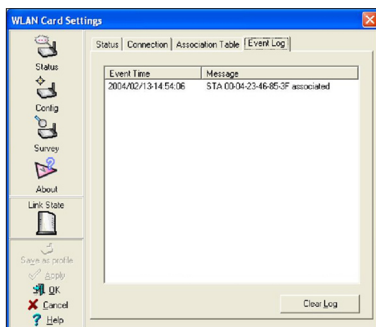 WLAN Card Settings
Status
Config
Survey
About
Link State
Save as profile
Apply
OK
Cancel
Help
Status Connection Association Table Event Log
Event Time Message
2004/02/13-14:54:06 STA 00-04-23-46-85-3F associated
Clear Log